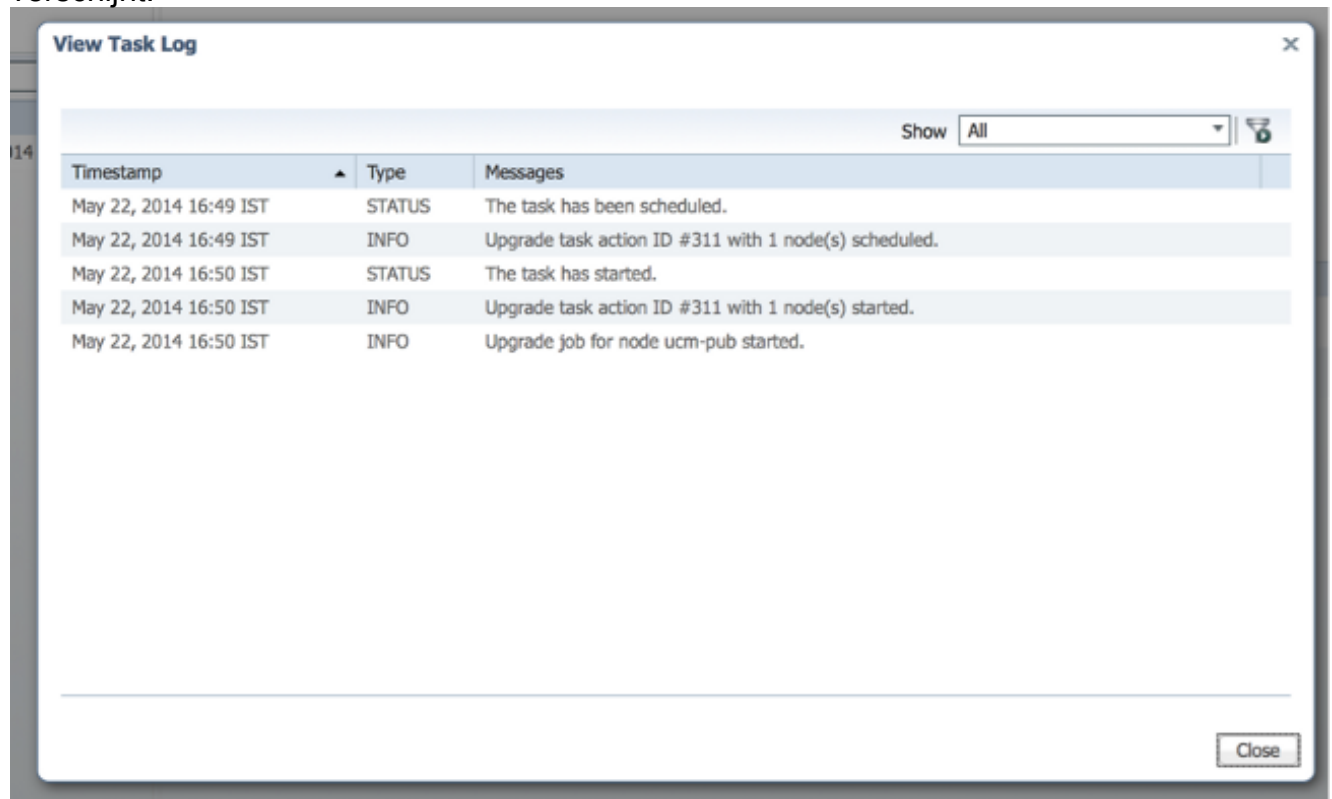 View Task Log
Show All
014
Timestamp Type Messages
May 22, 2014 16:49 IST STATUS The task has been scheduled.
May 22, 2014 16:49 IST INFO Upgrade task action ID #311 with 1 node(s) scheduled.
May 22, 2014 16:50 IST STATUS The task has started.
May 22, 2014 16:50 IST INFO Upgrade task action ID #311 with 1 node(s) started.
May 22, 2014 16:50 IST INFO Upgrade job for node ucm-pub started.
Close